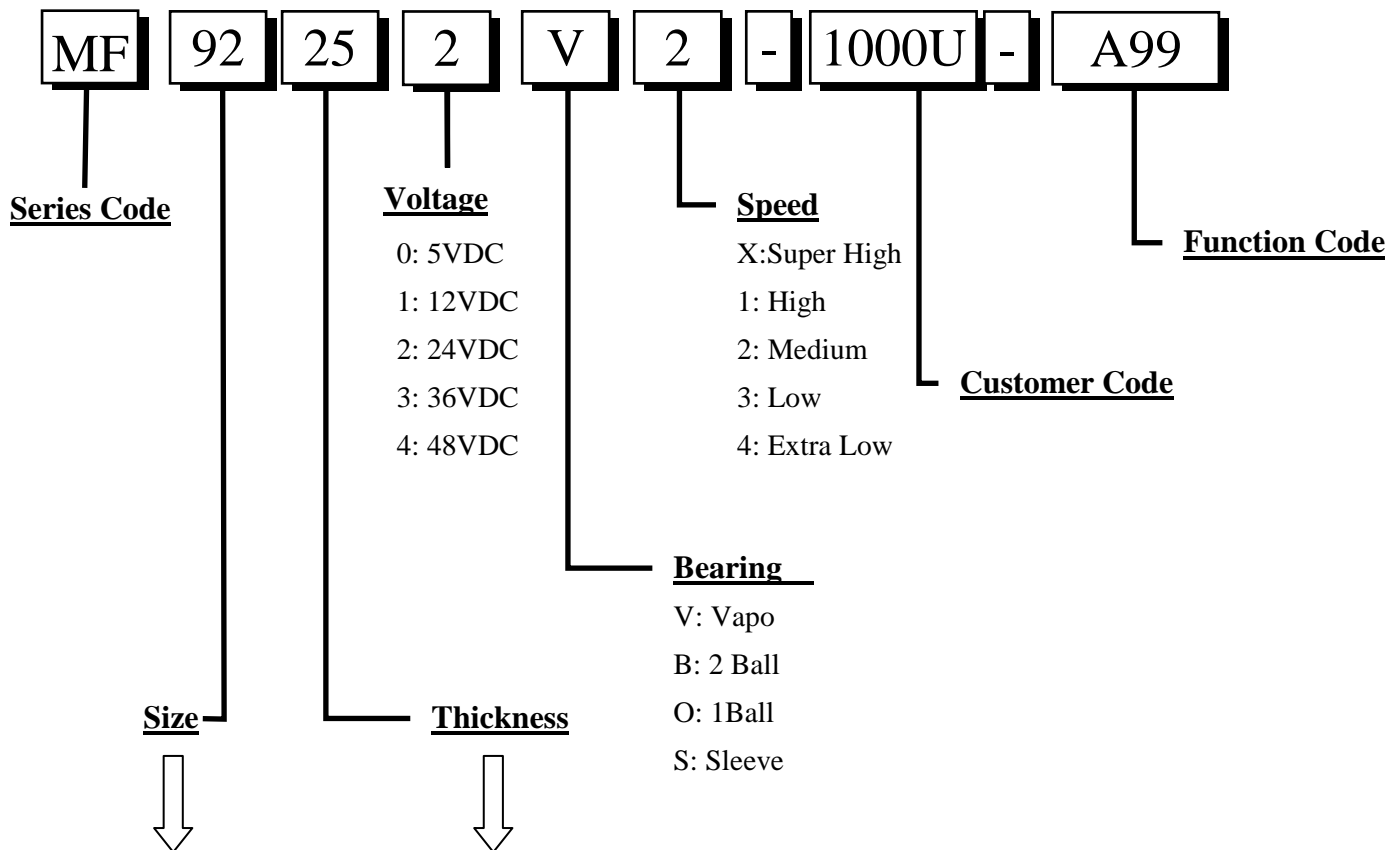 MF 92 25 2 V 2 - 1000U - A99
Series Code
Voltage
0: 5VDC
1: 12VDC
2: 24VDC
3: 36VDC
4: 48VDC
Speed
X:Super High
1: High
2: Medium
3: Low
4: Extra Low
Function Code
Customer Code
Bearing
V: Vapo
B: 2 Ball
O: 1Ball
S: Sleeve
Size
Thickness